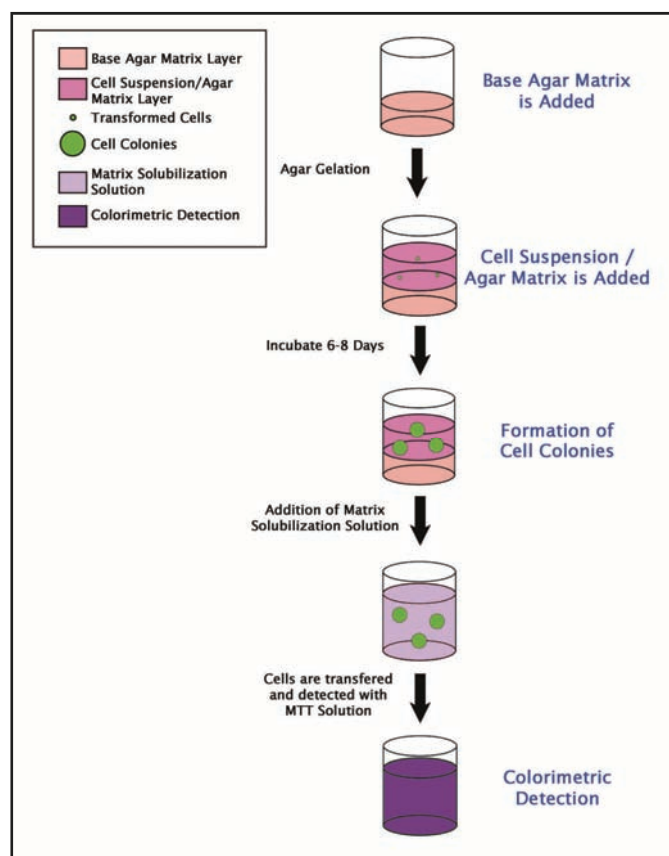 Base Agar Matrix Layer
Cell Suspension/Agar
Matrix Layer
Transformed Cells
Cell Colonies
Matrix Solubilization
Solution
Colorimetric Detection
Base Agar Matrix
is Added
Agar Gelation
Cell Suspension /
Agar Matrix is Added
Incubate 6-8 Days
Formation of
Cell Colonies
Addition of Matrix
Solubilization Solution
Cells are transfered
and detected with
MTT Solution
Colorimetric
Detection